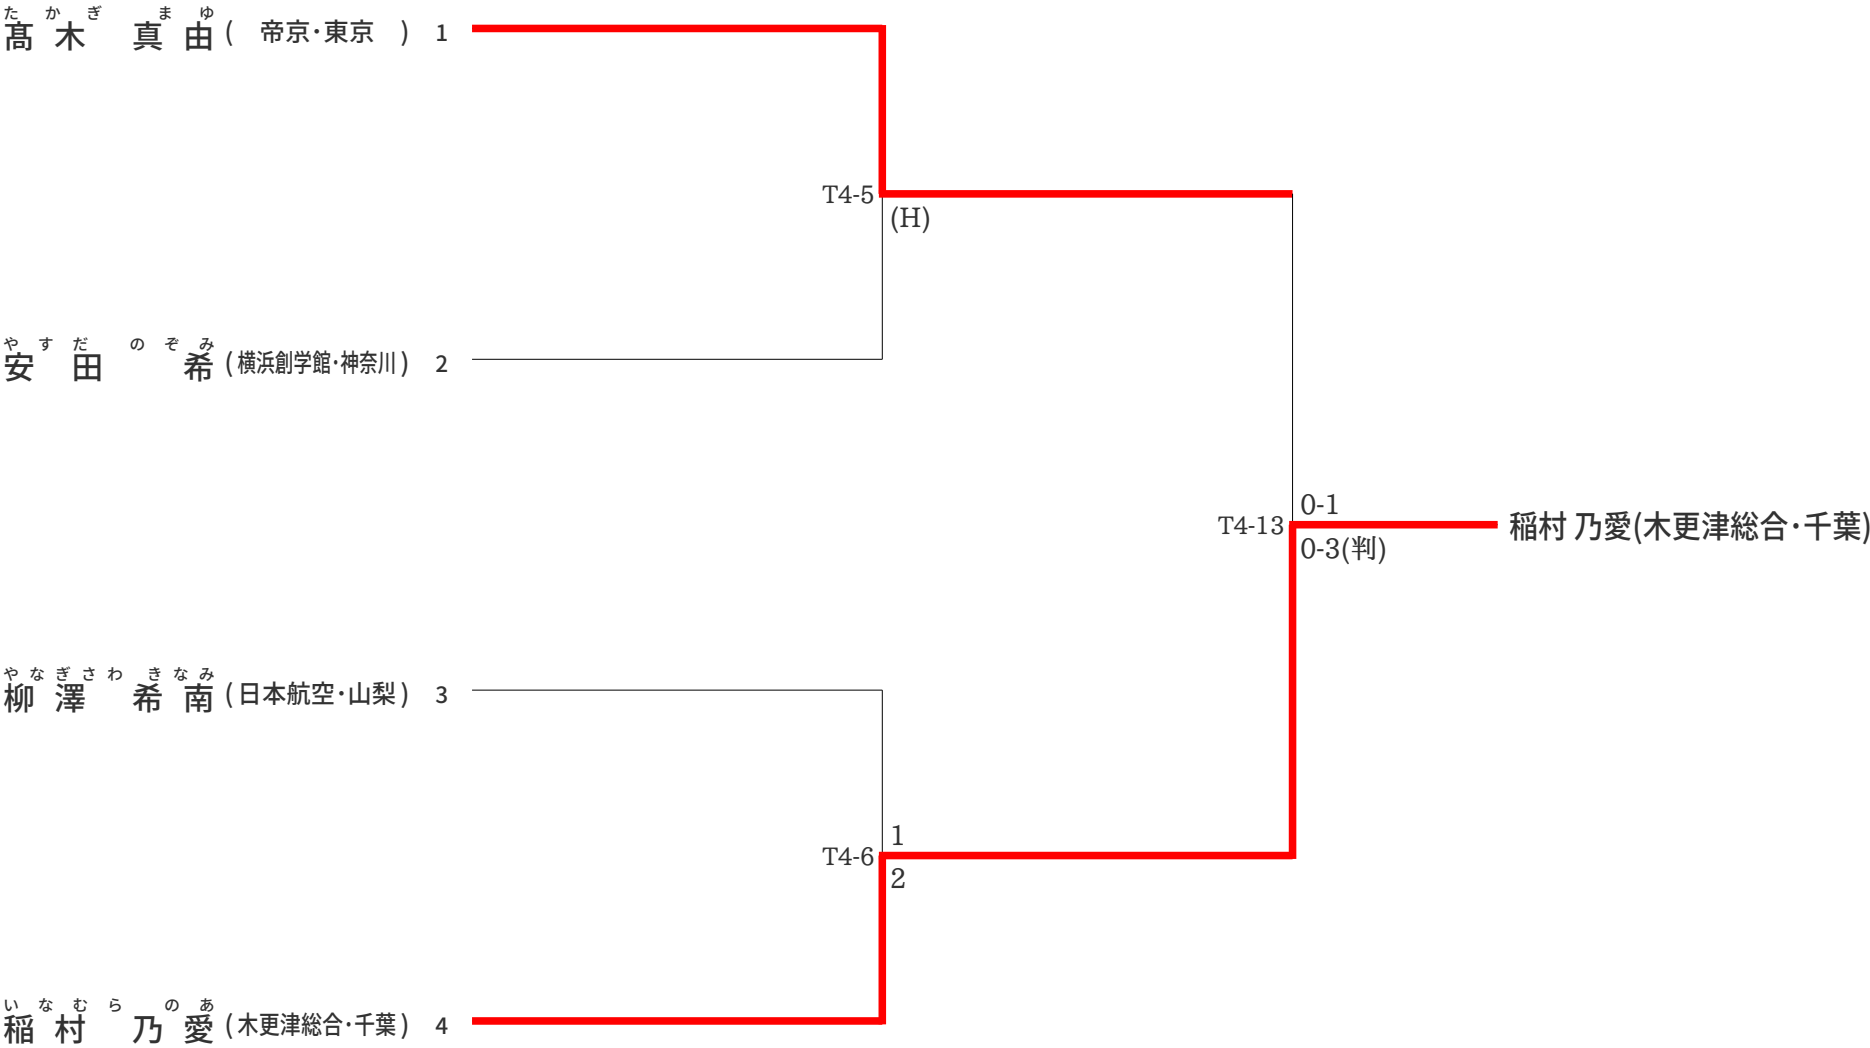 たかぎ まゆ
髙木 真由 ( 帝京・東京 ) 1
T4-5
(H)
やすだ のぞみ
安田 希 (横浜創学館・神奈川) 2
0-1
T4-13
稲村 乃愛(木更津総合・千葉)
0-3(判)
やなぎさわ きなみ
柳澤 希南 (日本航空・山梨) 3
1
T4-6
2
いなむら のあ
稲村 乃愛 (木更津総合・千葉) 4